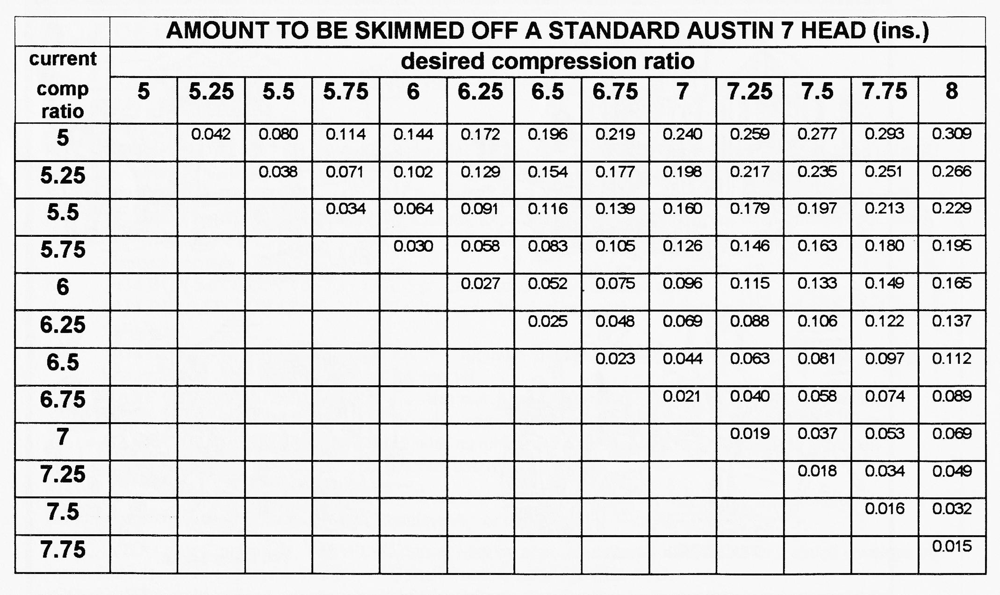 AMOUNT TO BE SKIMMED OFF A STANDARD AUSTIN 7 HEAD (ins.)
current desired compression ratio
comp ratio 5 5.25 5.5 5.75 6 6.25 6.5 6.75 7 7.25 7.5 7.75 8
5 0.042 0.080 0.114 0.144 0.172 0.196 0.219 0.240 0.259 0.277 0.293 0.309
5.25 0.038 0.071 0.102 0.129 0.154 0.177 0.198 0.217 0.235 0.251 0.266
5.5 0.034 0.064 0.091 0.116 0.139 0.160 0.179 0.197 0.213 0.229
5.75 0.030 0.058 0.083 0.105 0.126 0.146 0.163 0.180 0.195
6 0.027 0.052 0.075 0.096 0.115 0.133 0.149 0.165
6.25 0.025 0.048 0.069 0.088 0.106 0.122 0.137
6.5 0.023 0.044 0.063 0.081 0.097 0.112
6.75 0.021 0.040 0.058 0.074 0.089
7 0.019 0.037 0.053 0.069
7.25 0.018 0.034 0.049
7.5 0.016 0.032
7.75 0.015